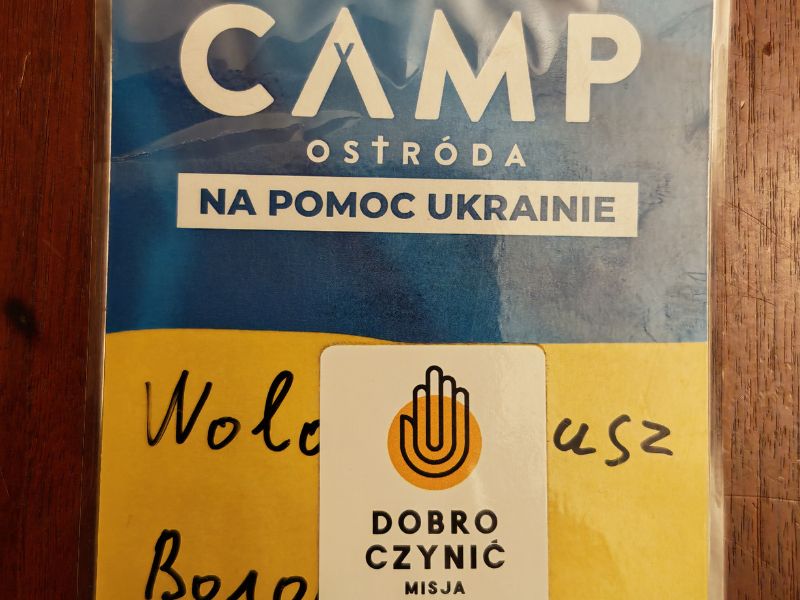 CAMP
OSTRÓDA
NA POMOC UKRAINIE
DOBRO
CZYNIĆ
MISJA